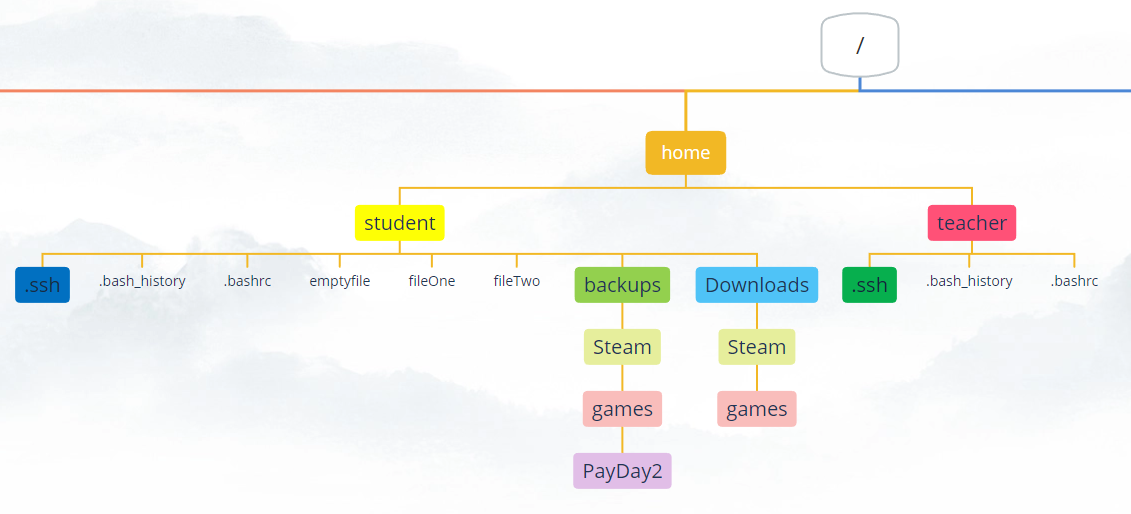 /
home
student
teacher
.ssh
.bash_history
.bashrc
emptyfile
fileOne
fileTwo
backups
Downloads
.ssh
.bash_history
.bashrc
Steam
Steam
games
games
PayDay2